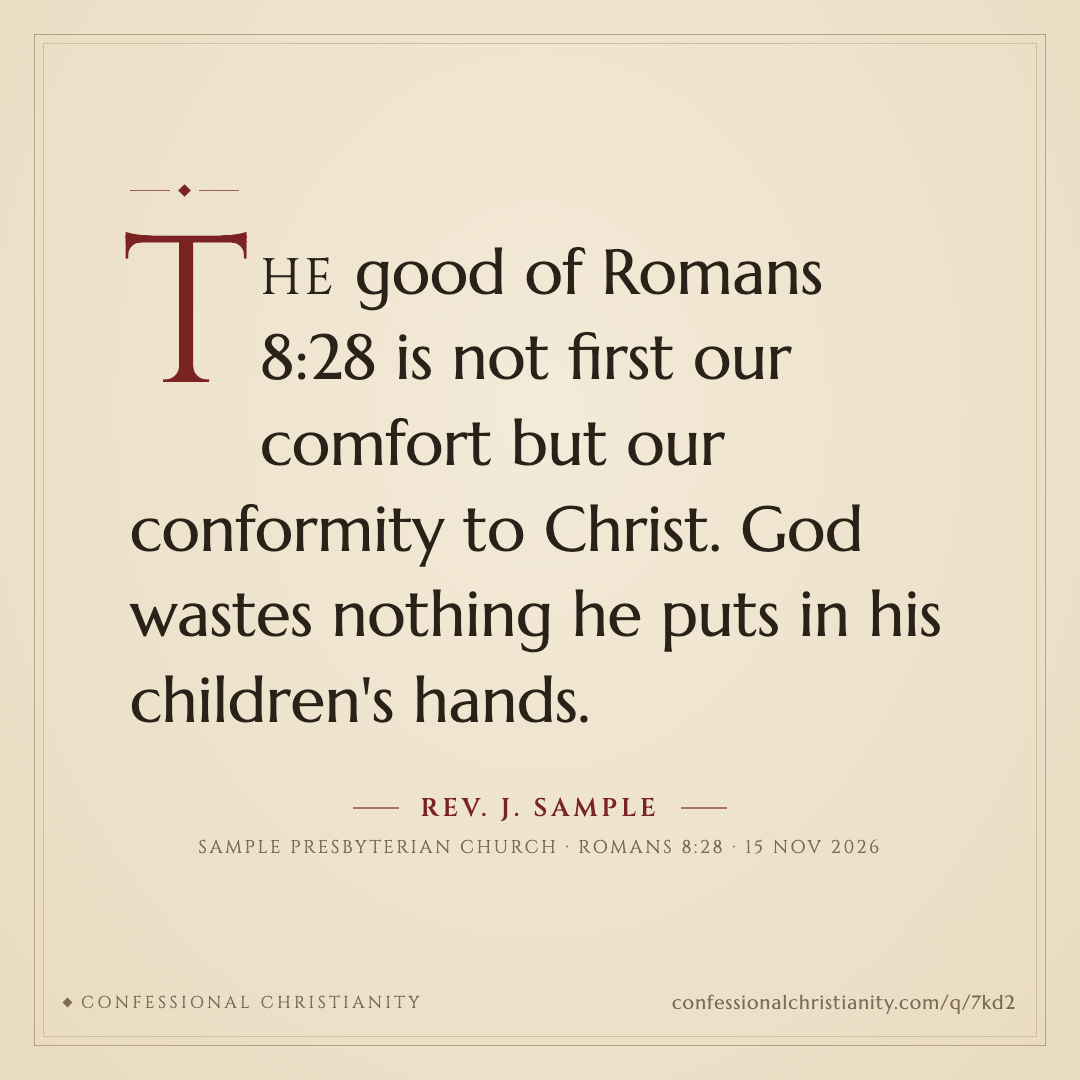 THE good of Romans
8:28 is not first our
comfort but our
conformity to Christ. God
wastes nothing he puts in his
children's hands.
REV. J. SAMPLE
SAMPLE PRESBYTERIAN CHURCH · ROMANS 8:28 · 15 NOV 2026
CONFESSIONAL CHRISTIANITY
confessionalchristianity.com/q/7kd2